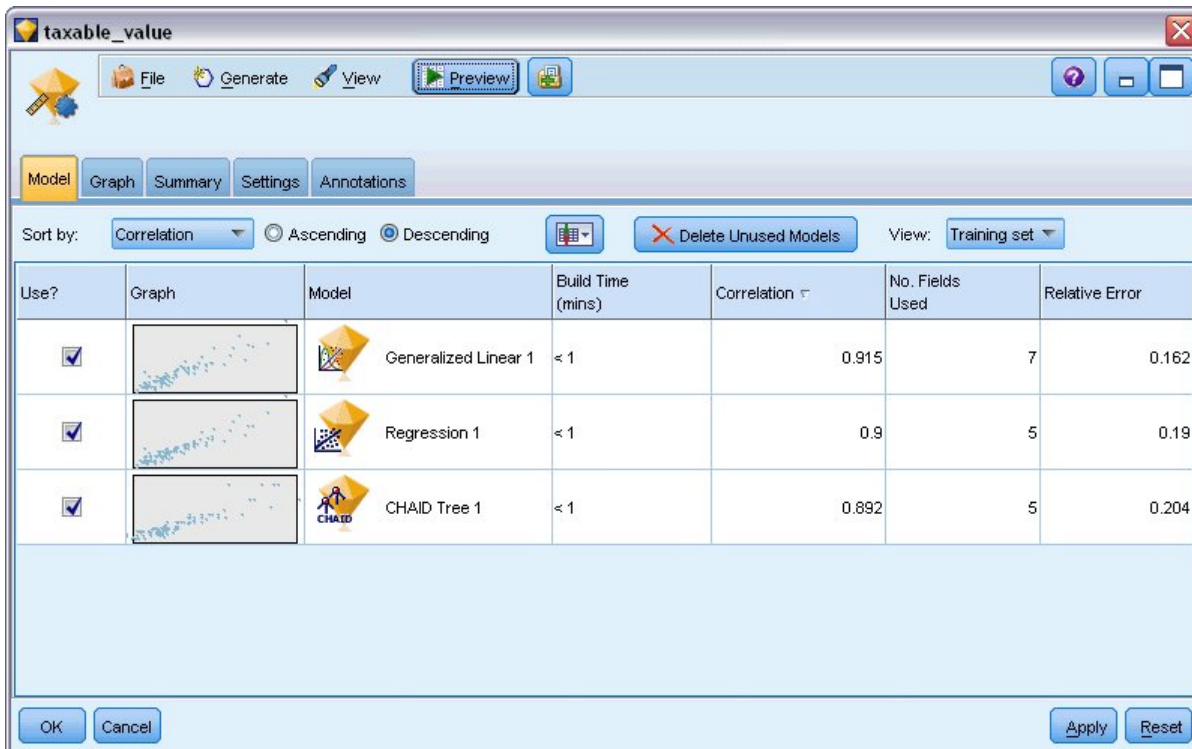 taxable_value
File Generate View Preview
Model Graph Summary Settings Annotations
Sort by: Correlation Ascending Descending Delete Unused Models View: Training set
Use? Graph Model Build Time (mins) Correlation No. Fields Used Relative Error
Generalized Linear 1 < 1 0.915 7 0.162
Regression 1 < 1 0.9 5 0.19
CHAID CHAID Tree 1 < 1 0.892 5 0.204
OK Cancel Apply Reset